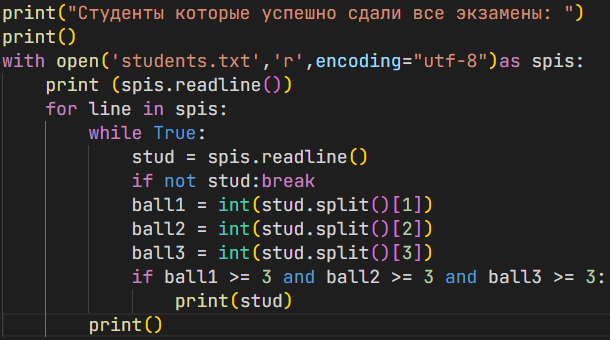 print("Студенты которые успешно сдали все экзамены: ")
print()
with open('students.txt','r',encoding="utf-8")as spis:
    print (spis.readline())
    for line in spis:
        while True:
            stud = spis.readline()
            if not stud:break
            ball1 = int(stud.split()[1])
            ball2 = int(stud.split()[2])
            ball3 = int(stud.split()[3])
            if ball1 >= 3 and ball2 >= 3 and ball3 >= 3:
                print(stud)
        print()